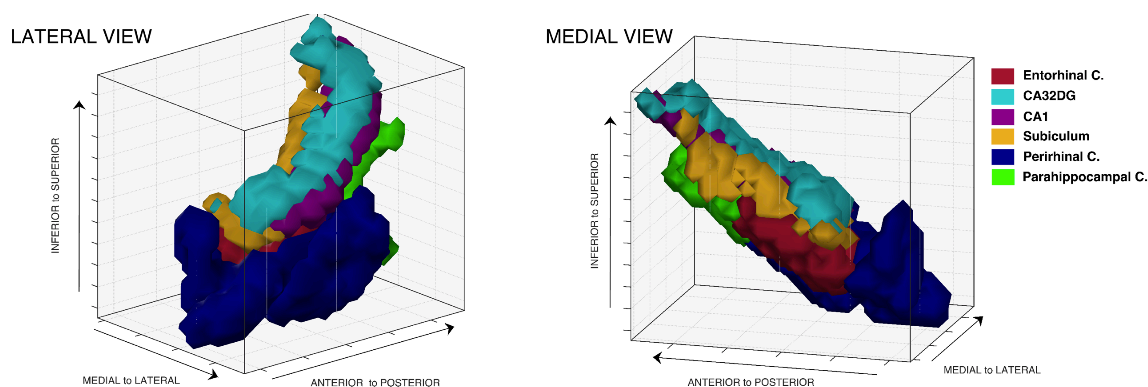 LATERAL VIEW
INFERIOR to SUPERIOR
MEDIAL to LATERAL
ANTERIOR to POSTERIOR
MEDIAL VIEW
INFERIOR to SUPERIOR
ANTERIOR to POSTERIOR
MEDIAL to LATERAL
Entorhinal C.
CA32DG
CA1
Subiculum
Perirhinal C.
Parahippocampal C.